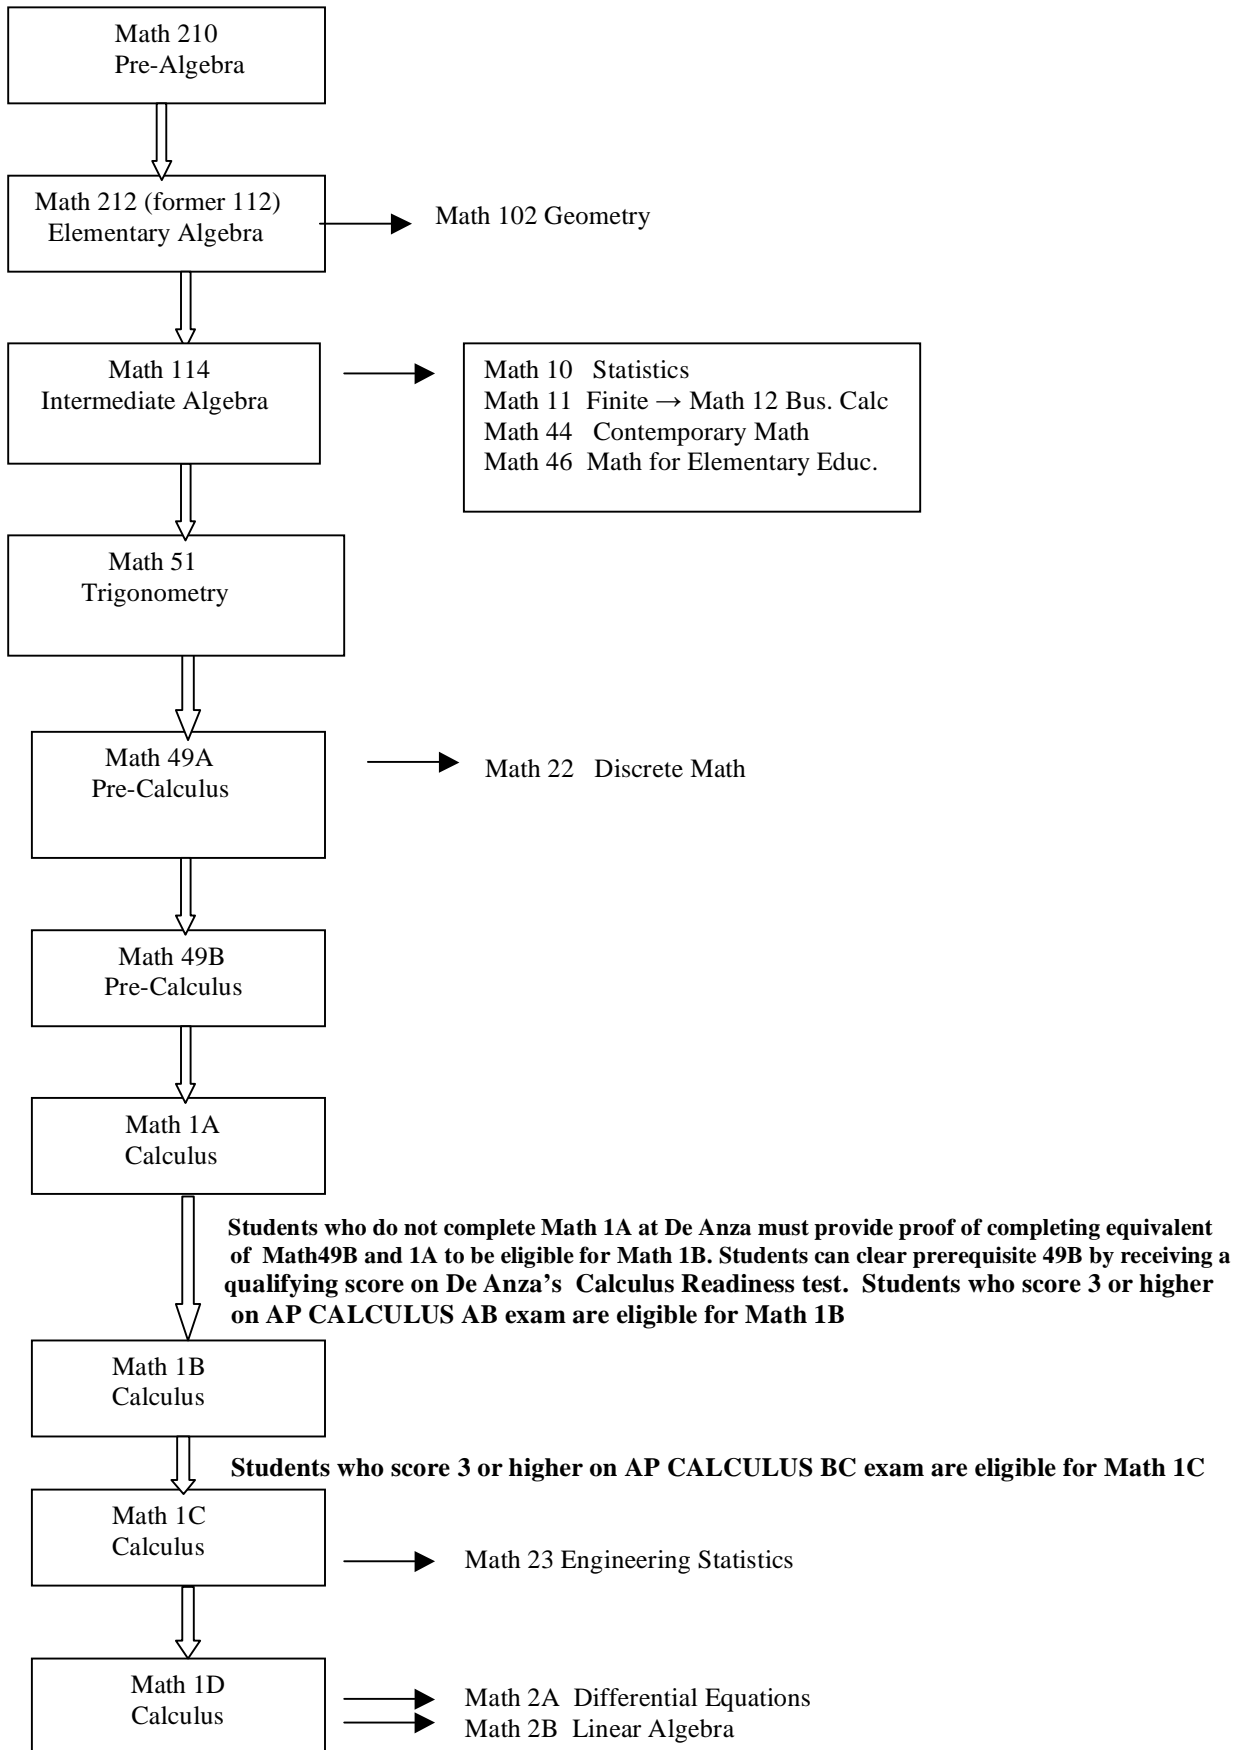 Math 210
Pre-Algebra
Math 212 (former 112)
Elementary Algebra
Math 102 Geometry
Math 114
Intermediate Algebra
Math 10 Statistics
Math 11 Finite → Math 12 Bus. Calc
Math 44 Contemporary Math
Math 46 Math for Elementary Educ.
Math 51
Trigonometry
Math 49A
Pre-Calculus
Math 22 Discrete Math
Math 49B
Pre-Calculus
Math 1A
Calculus
Students who do not complete Math 1A at De Anza must provide proof of completing equivalent
of Math49B and 1A to be eligible for Math 1B. Students can clear prerequisite 49B by receiving a
qualifying score on De Anza’s Calculus Readiness test. Students who score 3 or higher
on AP CALCULUS AB exam are eligible for Math 1B
Math 1B
Calculus
Students who score 3 or higher on AP CALCULUS BC exam are eligible for Math 1C
Math 1C
Calculus
Math 23 Engineering Statistics
Math 1D
Calculus
Math 2A Differential Equations
Math 2B Linear Algebra